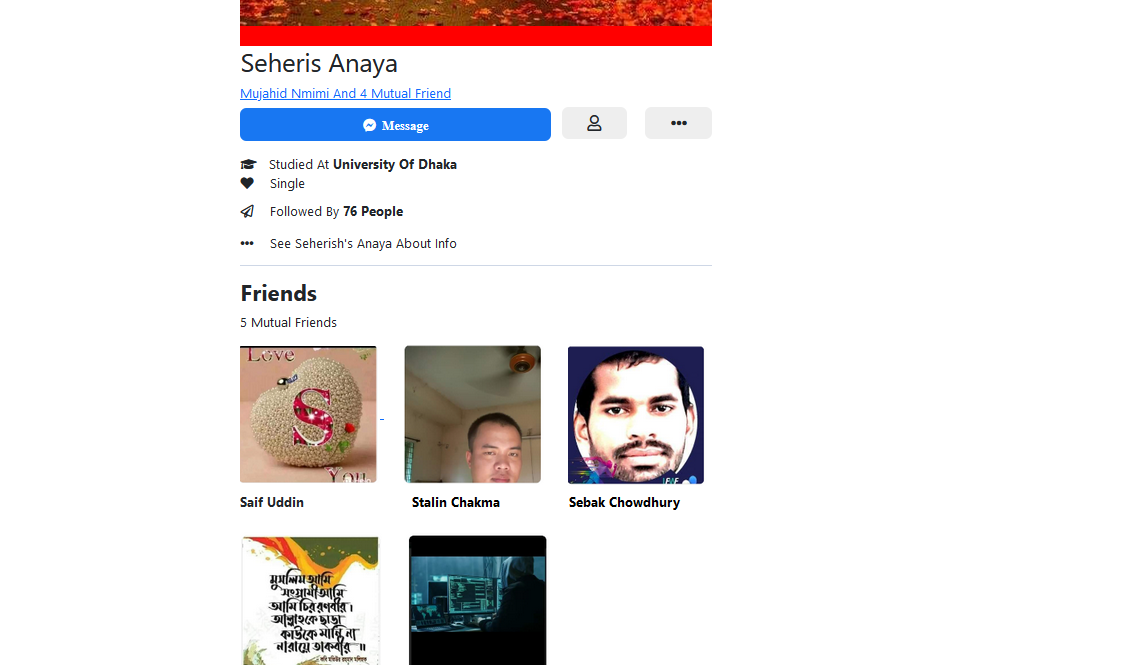 Seheris Anaya
Mujahid Nmimi And 4 Mutual Friend
Message
Studied At University Of Dhaka
Single
Followed By 76 People
See Seherish's Anaya About Info
Friends
5 Mutual Friends
Love
S
You
Saif Uddin
Stalin Chakma
Sebak Chowdhury
মুসলিম আমি
সংগ্রামী আমি
আমি চির রণবীর।
আল্লাহকে ছাড়া
কাউকে মানি না
নারায়ে তাকবীর ॥